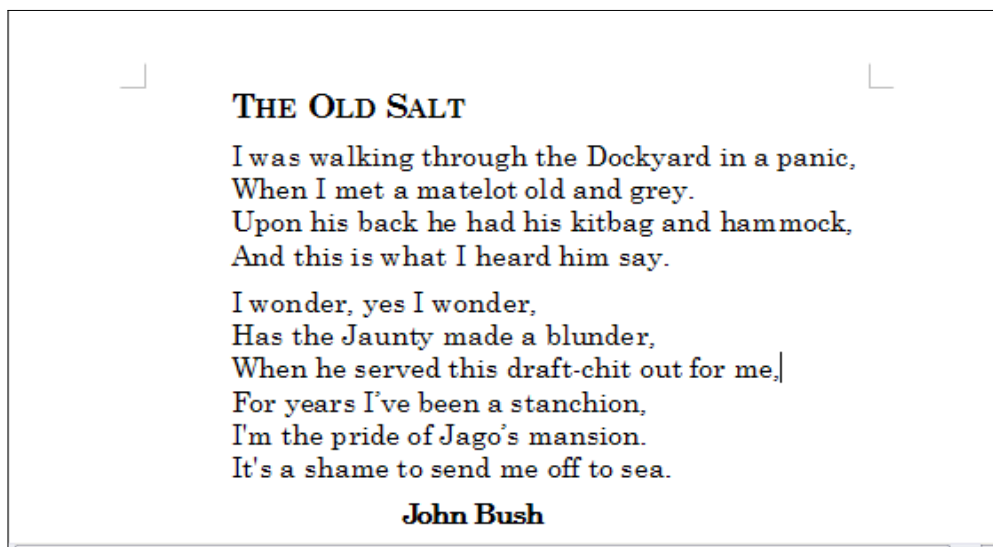 THE OLD SALT
I was walking through the Dockyard in a panic,
When I met a matelot old and grey.
Upon his back he had his kitbag and hammock,
And this is what I heard him say.
I wonder, yes I wonder,
Has the Jaunty made a blunder,
When he served this draft-chit out for me,
For years I’ve been a stanchion,
I'm the pride of Jago’s mansion.
It's a shame to send me off to sea.
John Bush